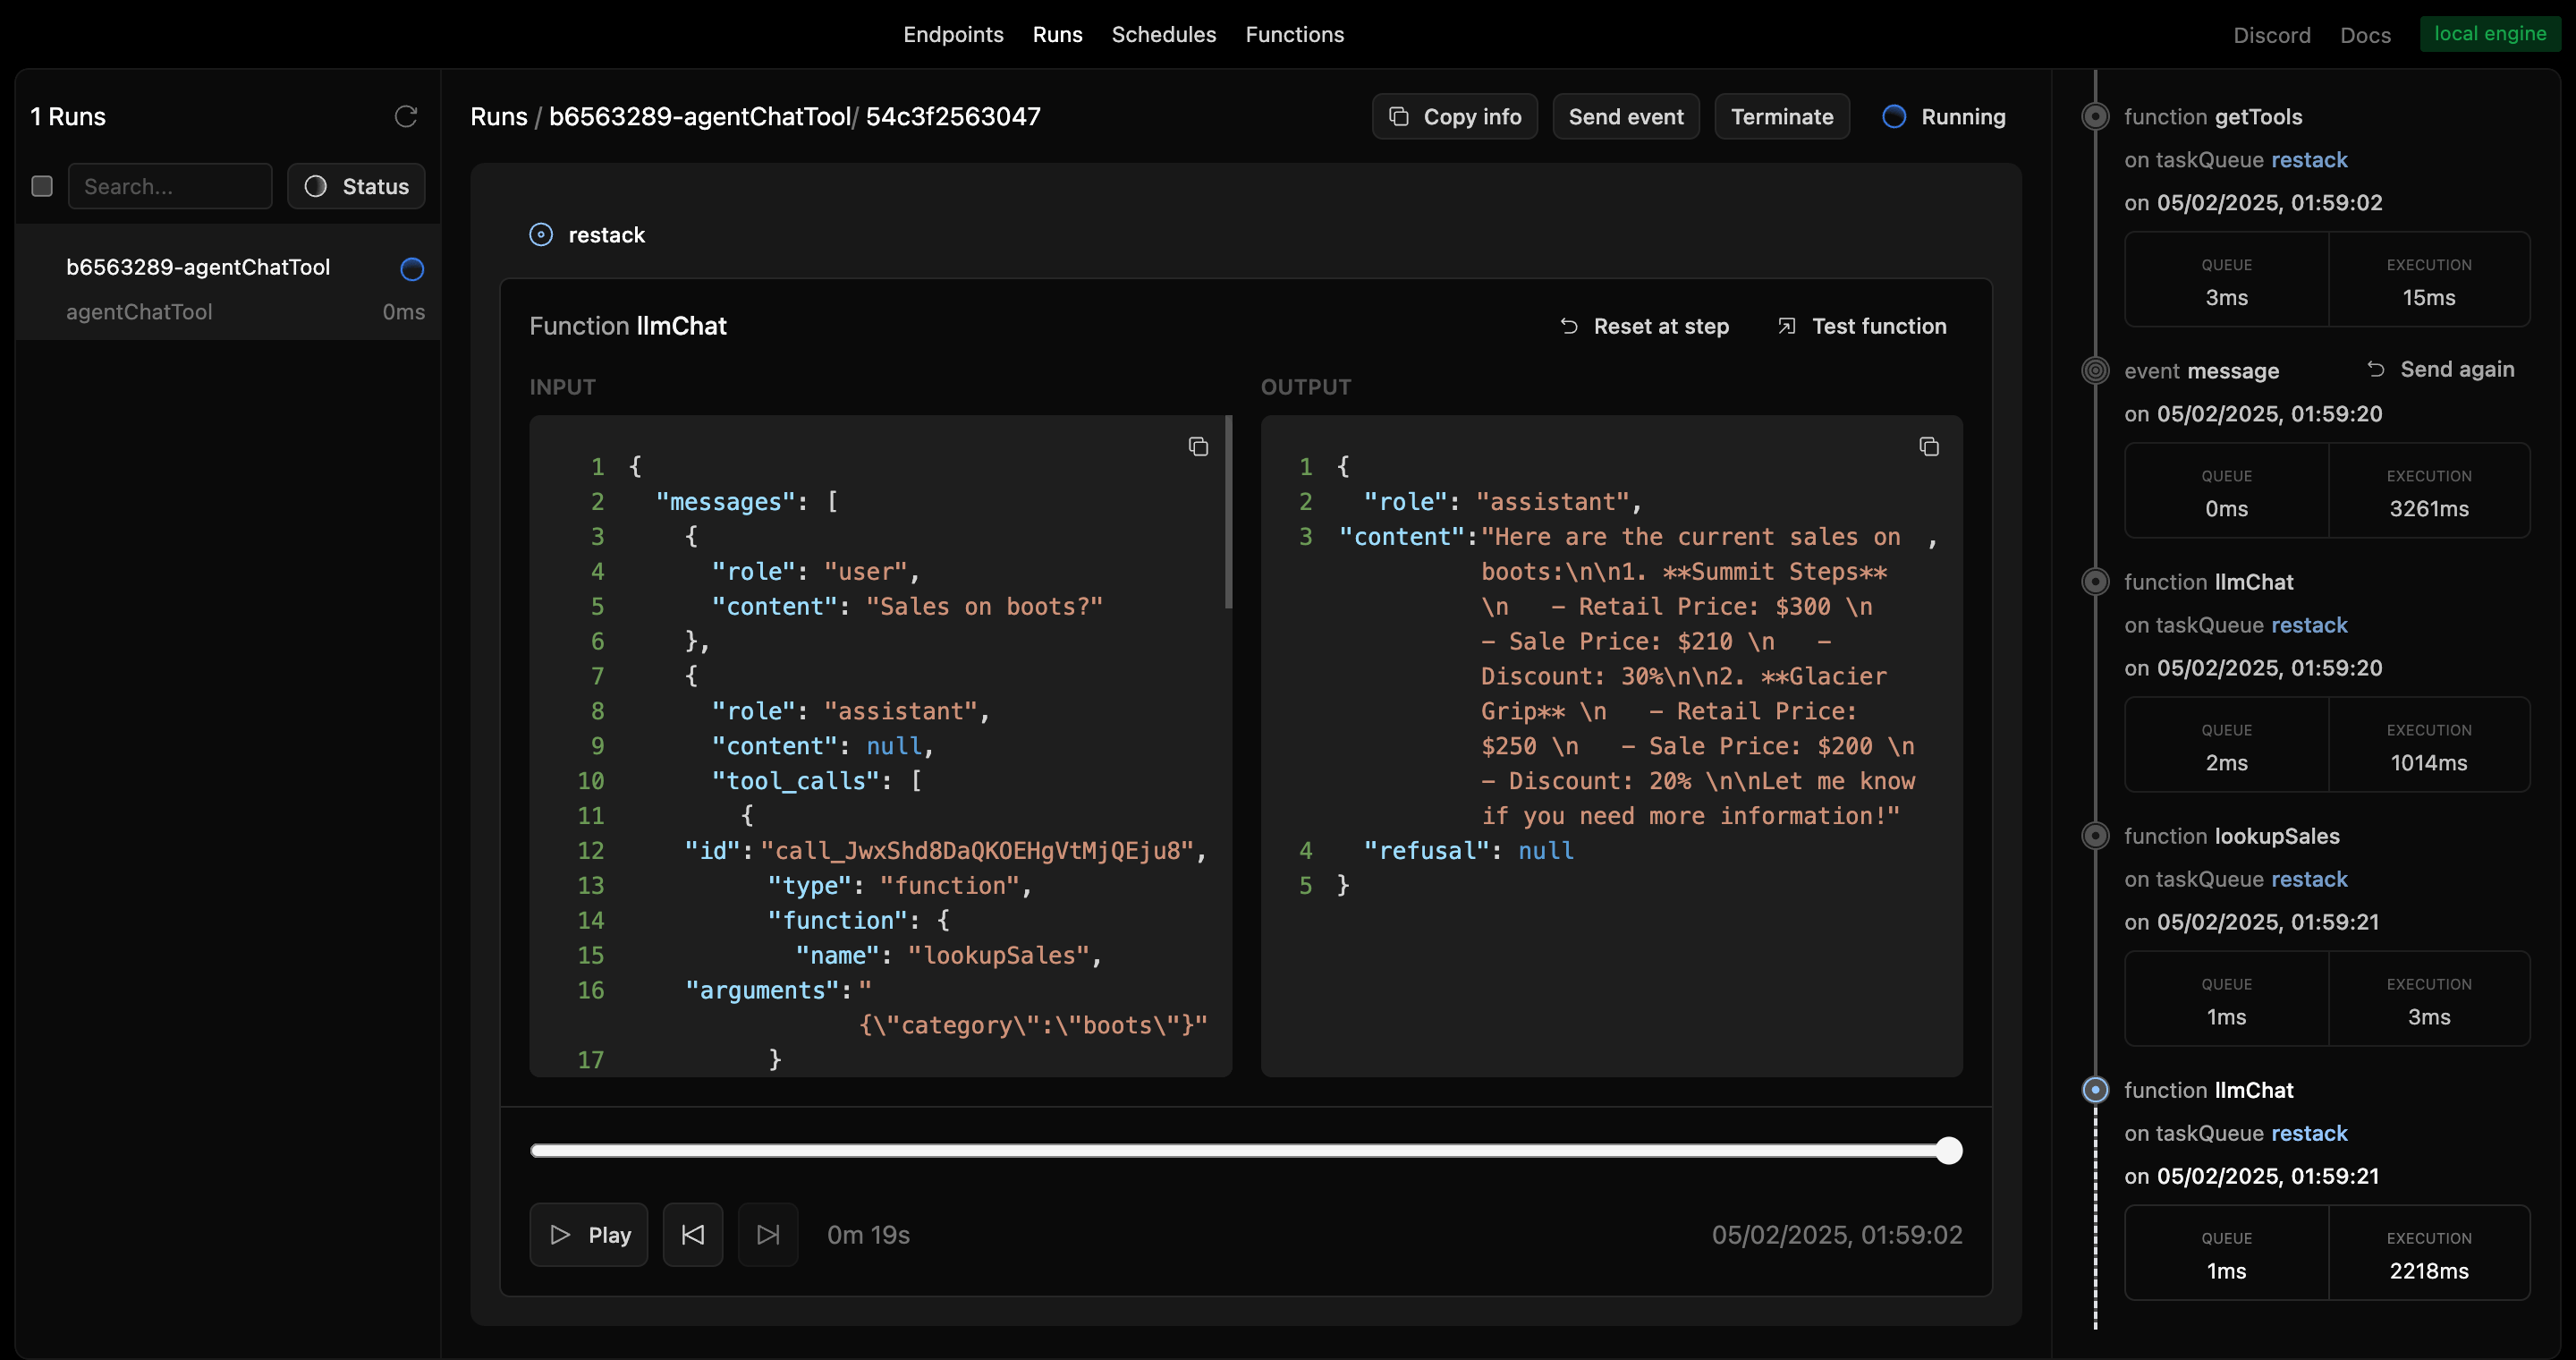 Endpoints Runs Schedules Functions
Discord Docs local engine
1 Runs
Search...
Status
b6563289-agentChatTool
agentChatTool 0ms
Runs / b6563289-agentChatTool/ 54c3f2563047
Copy info
Send event
Terminate
Running
restack
Function llmChat
Reset at step
Test function
INPUT
1 {
2 "messages": [
3 {
4 "role": "user",
5 "content": "Sales on boots?"
6 },
7 {
8 "role": "assistant",
9 "content": null,
10 "tool_calls": [
11 {
12 "id":"call_JwxShd8DaQKOEHgVtMjQEju8",
13 "type": "function",
14 "function": {
15 "name": "lookupSales",
16 "arguments":"
{\"category\":\"boots\"}"
17 }
OUTPUT
1 {
2 "role": "assistant",
3 "content":"Here are the current sales on ,
boots:\n\n1. **Summit Steps**
\n - Retail Price: $300 \n
- Sale Price: $210 \n -
Discount: 30%\n\n2. **Glacier
Grip** \n - Retail Price:
$250 \n - Sale Price: $200 \n
- Discount: 20% \n\nLet me know
if you need more information!"
4 "refusal": null
5 }
Play
0m 19s
05/02/2025, 01:59:02
function getTools
on taskQueue restack
on 05/02/2025, 01:59:02
QUEUE EXECUTION
3ms 15ms
event message Send again
on 05/02/2025, 01:59:20
QUEUE EXECUTION
0ms 3261ms
function llmChat
on taskQueue restack
on 05/02/2025, 01:59:20
QUEUE EXECUTION
2ms 1014ms
function lookupSales
on taskQueue restack
on 05/02/2025, 01:59:21
QUEUE EXECUTION
1ms 3ms
function llmChat
on taskQueue restack
on 05/02/2025, 01:59:21
QUEUE EXECUTION
1ms 2218ms